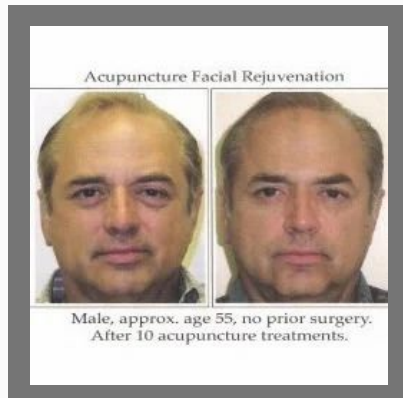 Acupuncture Facial Rejuvenation
Male, approx. age 55, no prior surgery.
After 10 acupuncture treatments.